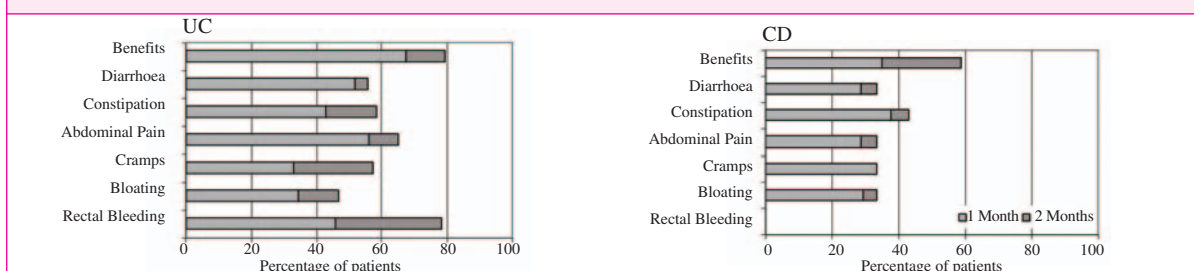 UC
Benefits
Diarrhoea
Constipation
Abdominal Pain
Cramps
Bloating
Rectal Bleeding
0 20 40 60 80 100
Percentage of patients
CD
Benefits
Diarrhoea
Constipation
Abdominal Pain
Cramps
Bloating
Rectal Bleeding
1 Month 2 Months
0 20 40 60 80 100
Percentage of patients